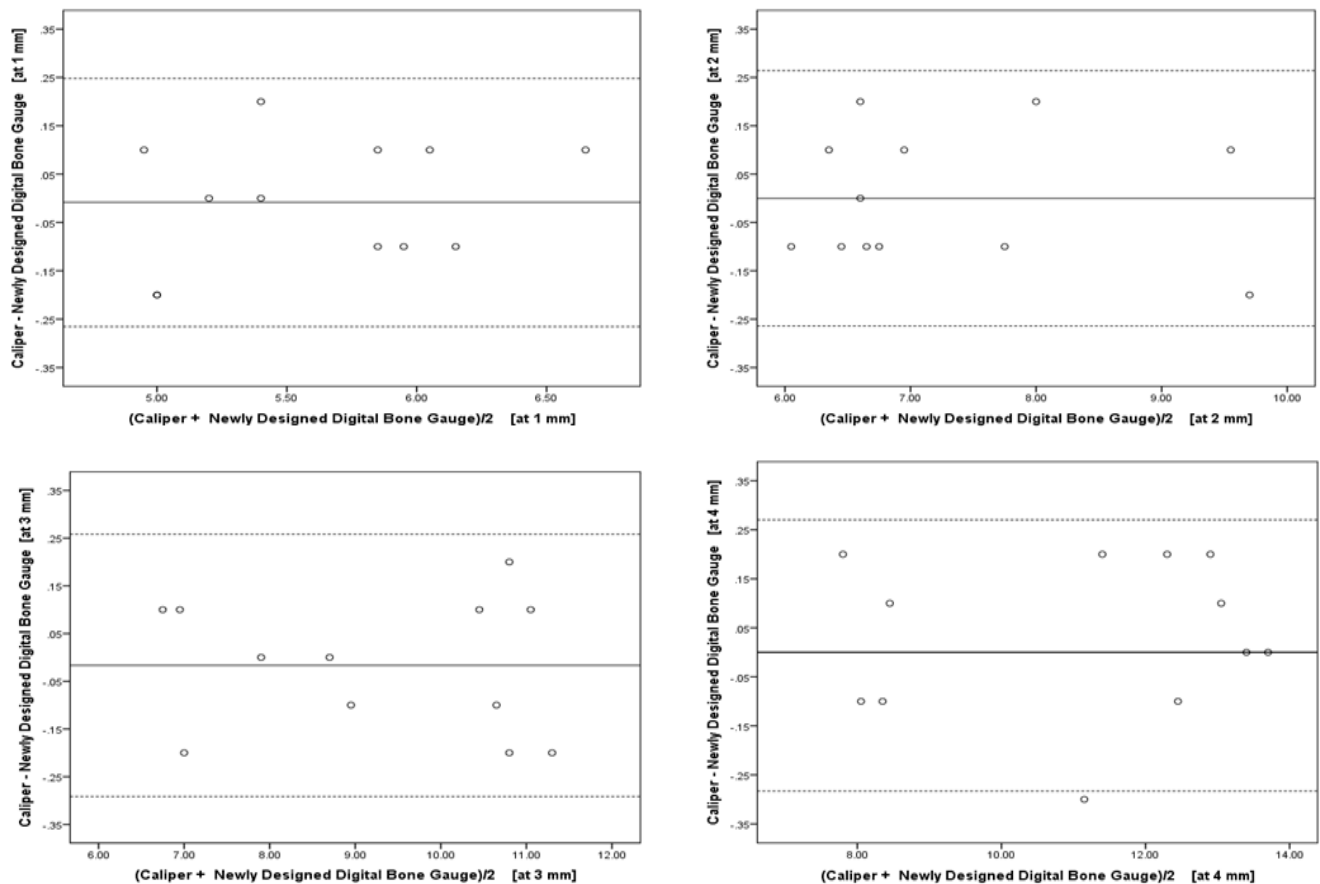 Caliper - Newly Designed Digital Bone Gauge [at 1 mm]
.35
.25
.15
.05
-.05
-.15
-.25
-.35
5.00 5.50 6.00 6.50
(Caliper + Newly Designed Digital Bone Gauge)/2 [at 1 mm]
Caliper - Newly Designed Digital Bone Gauge [at 2 mm]
.35
.25
.15
.05
-.05
-.15
-.25
-.35
6.00 7.00 8.00 9.00 10.00
(Caliper + Newly Designed Digital Bone Gauge)/2 [at 2 mm]
Caliper - Newly Designed Digital Bone Gauge [at 3 mm]
.35
.25
.15
.05
-.05
-.15
-.25
-.35
6.00 7.00 8.00 9.00 10.00 11.00 12.00
(Caliper + Newly Designed Digital Bone Gauge)/2 [at 3 mm]
Caliper - Newly Designed Digital Bone Gauge [at 4 mm]
.35
.25
.15
.05
-.05
-.15
-.25
-.35
8.00 10.00 12.00 14.00
(Caliper + Newly Designed Digital Bone Gauge)/2 [at 4 mm]